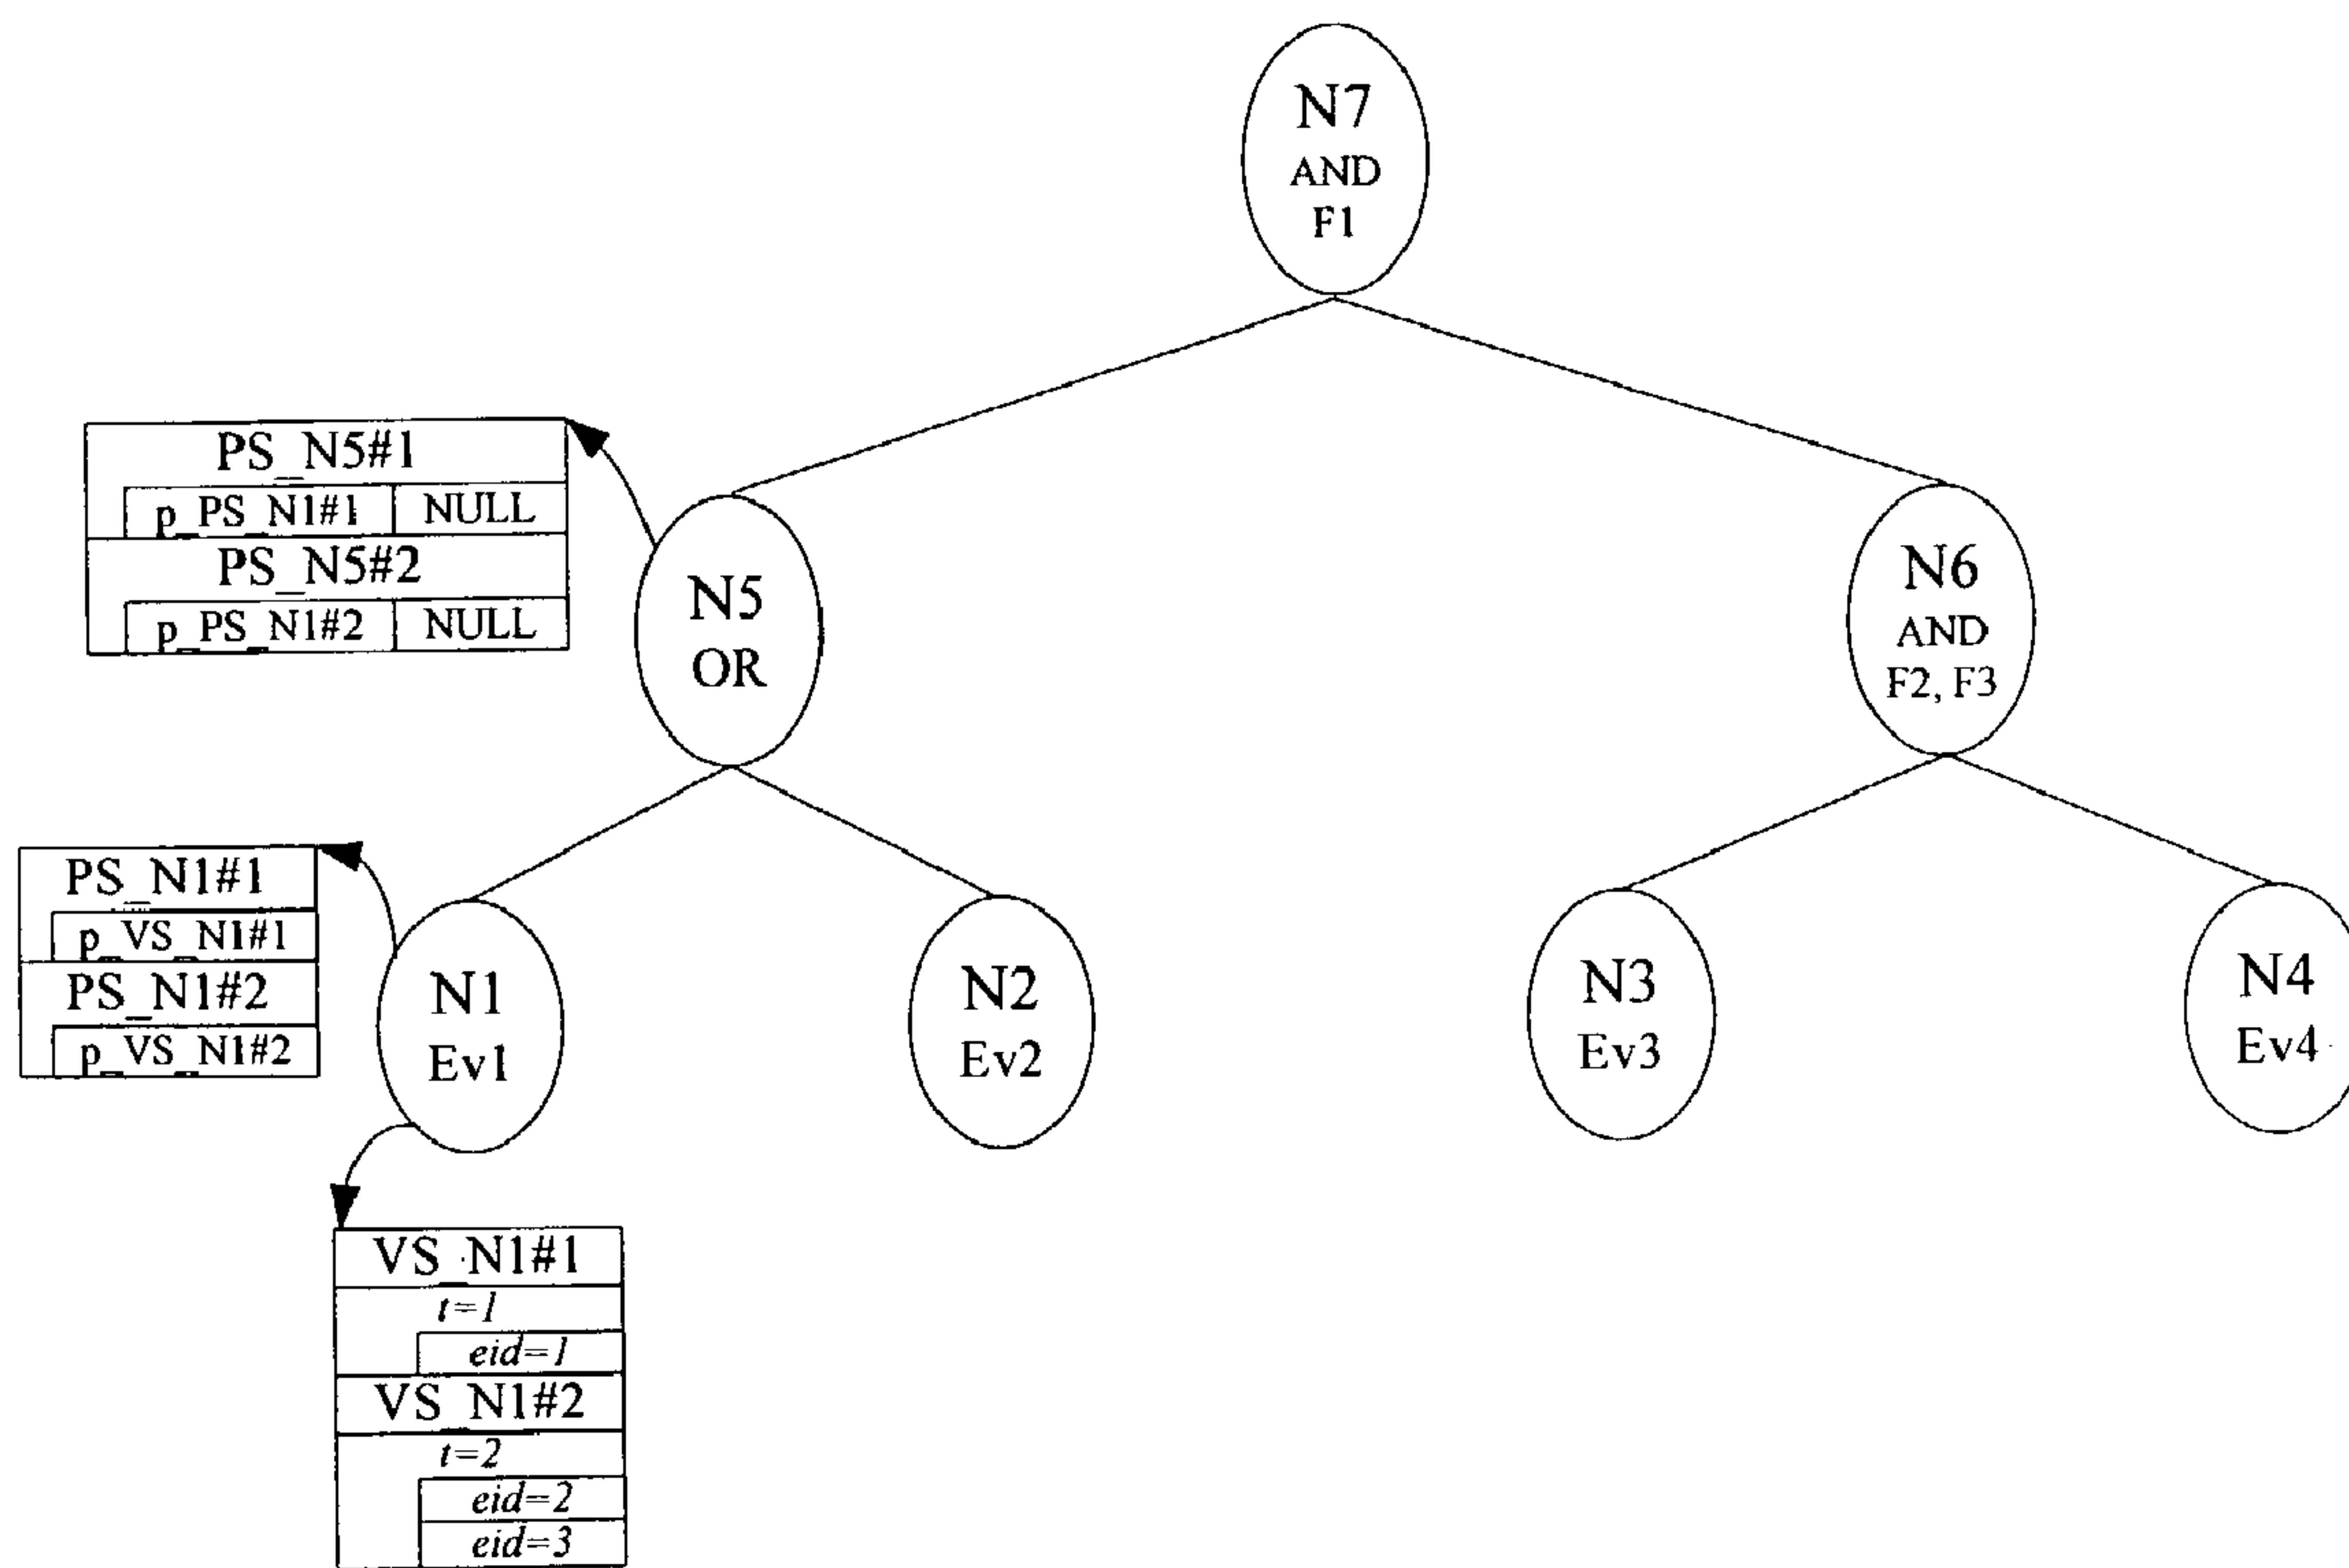 N7
AND
F1
PS_N5#1
p_PS_N1#1 NULL
PS_N5#2
p_PS_N1#2 NULL
N5
OR
N6
AND
F2, F3
PS_N1#1
p_VS_N1#1
PS_N1#2
p_VS_N1#2
N1
Ev1
N2
Ev2
N3
Ev3
N4
Ev4
VS_N1#1
t=1
eid=1
VS_N1#2
t=2
eid=2
eid=3